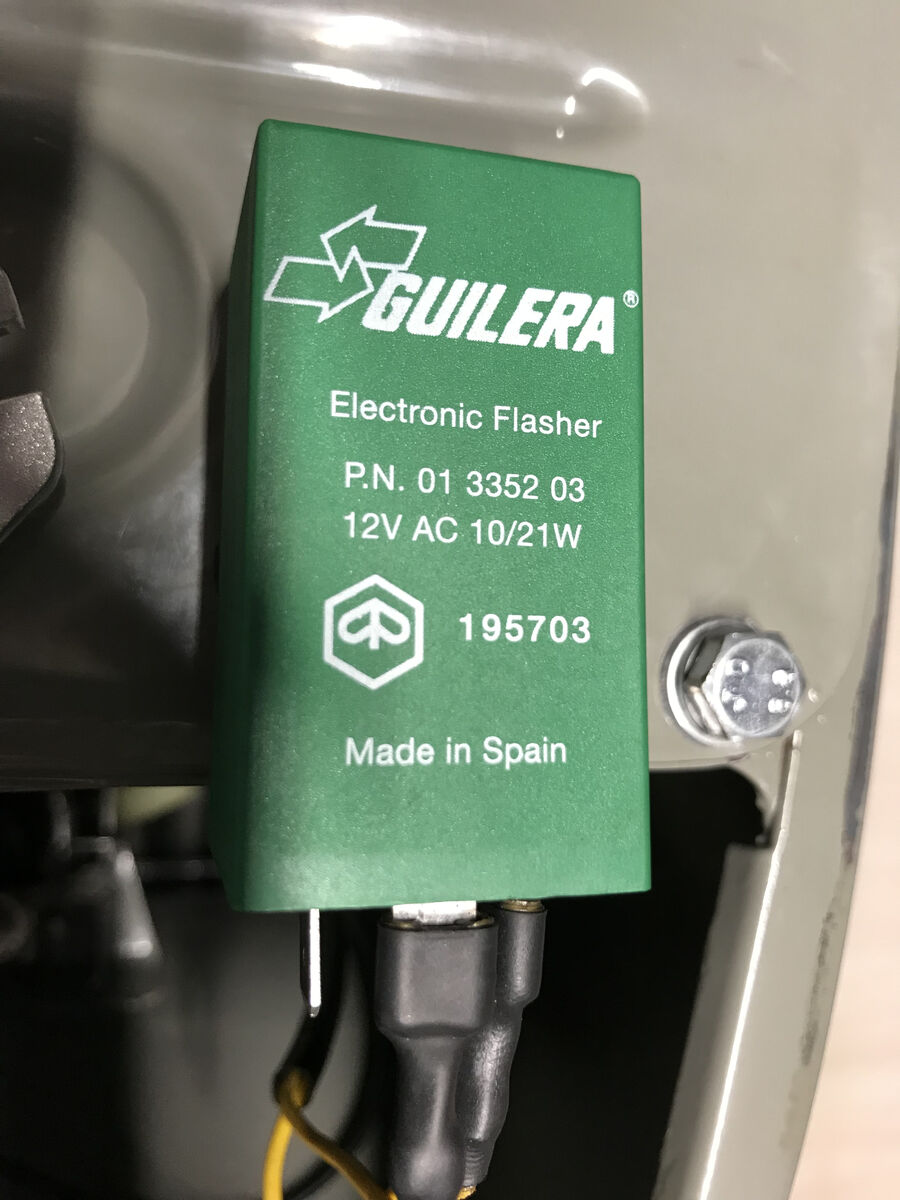 GUILERA®
Electronic Flasher
P.N. 01 3352 03
12V AC 10/21W
195703
Made in Spain